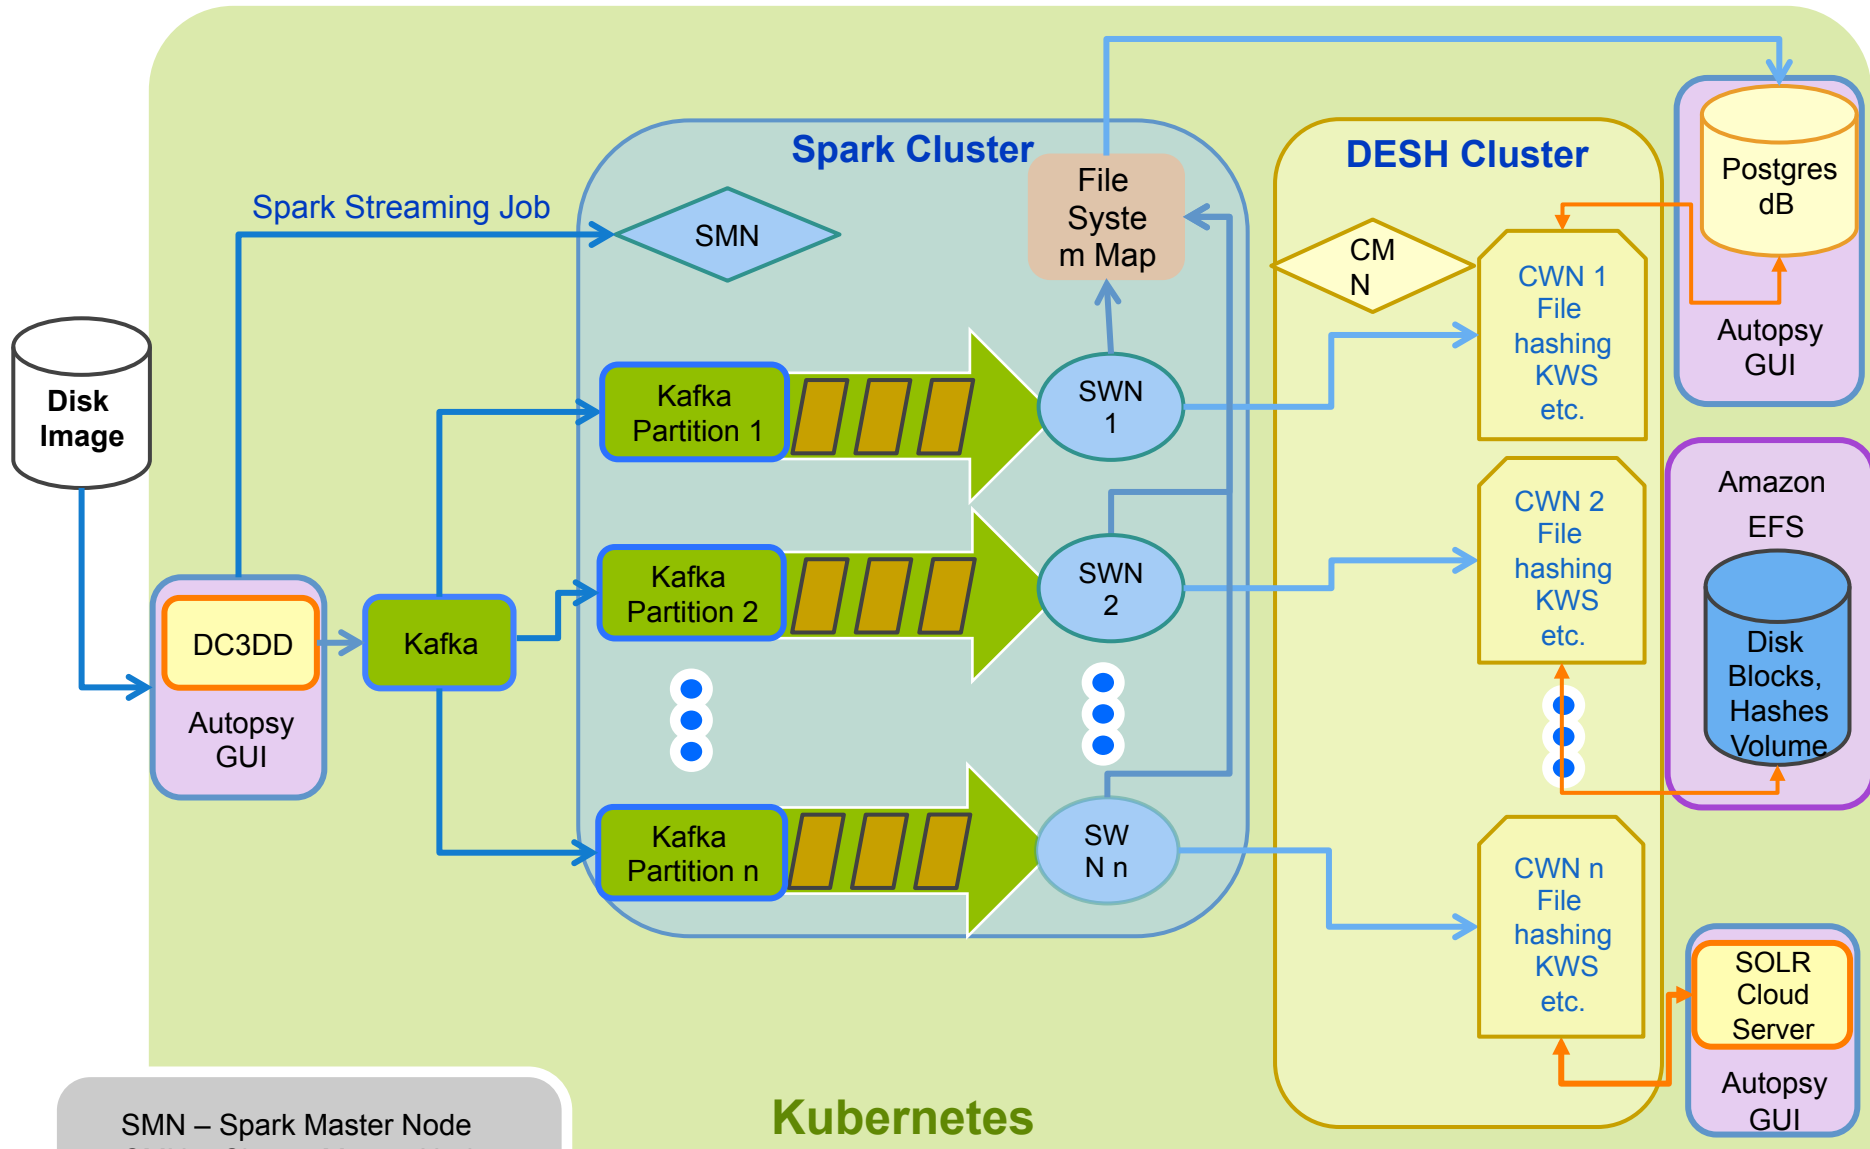 Spark Cluster
DESH Cluster
File
Syste
m Map
Postgres
dB
Autopsy
GUI
Spark Streaming Job
SMN
CM
N
CWN 1
File
hashing
KWS
etc.
Disk
Image
Kafka
Partition 1
SWN
1
CWN 2
File
hashing
KWS
etc.
Amazon
EFS
Disk
Blocks,
Hashes
Volume
Kafka
Partition 2
SWN
2
DC3DD
Autopsy
GUI
Kafka
Kafka
Partition n
SW
N n
CWN n
File
hashing
KWS
etc.
SOLR
Cloud
Server
Autopsy
GUI
Kubernetes
SMN – Spark Master Node